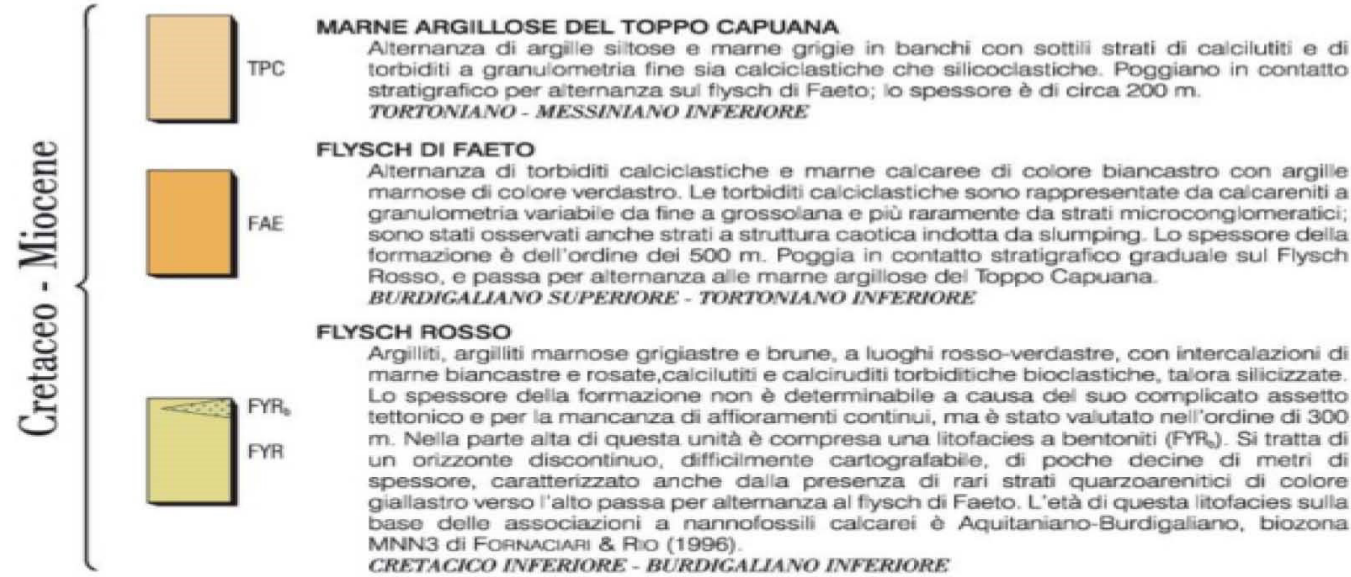 Cretaceo - Miocene
TPC
MARNE ARGILLOSE DEL TOPPO CAPUANA
Alternanza di argille siltose e marne grigie in banchi con sottili strati di calcilutiti e di
torbiditi a granulometria fine sia calciclastiche che silicoclastiche. Poggiano in contatto
stratigrafico per alternanza sul flysch di Faeto; lo spessore è di circa 200 m.
TORTONIANO - MESSINIANO INFERIORE
FAE
FLYSCH DI FAETO
Alternanza di torbiditi calciclastiche e marne calcaree di colore biancastro con argille
marnose di colore verdastro. Le torbiditi calciclastiche sono rappresentate da calcareniti a
granulometria variabile da fine a grossolana e più raramente da strati microconglomeratici;
sono stati osservati anche strati a struttura caotica indotta da slumping. Lo spessore della
formazione è dell'ordine dei 500 m. Poggia in contatto stratigrafico graduale sul Flysch
Rosso, e passa per alternanza alle marne argillose del Toppo Capuana.
BURDIGALIANO SUPERIORE - TORTONIANO INFERIORE
FYRb
FYR
FLYSCH ROSSO
Argilliti, argilliti marnose grigiastre e brune, a luoghi rosso-verdastre, con intercalazioni di
marne biancastre e rosate,calcilutiti e calciruditi torbiditiche bioclastiche, talora silicizzate.
Lo spessore della formazione non è determinabile a causa del suo complicato assetto
tettonico e per la mancanza di affioramenti continui, ma è stato valutato nell'ordine di 300
m. Nella parte alta di questa unità è compresa una litofacies a bentoniti (FYRb). Si tratta di
un orizzonte discontinuo, difficilmente cartografabile, di poche decine di metri di
spessore, caratterizzato anche dalla presenza di rari strati quarzoarenitici di colore
giallastro verso l'alto passa per alternanza al flysch di Faeto. L'età di questa litofacies sulla
base delle associazioni a nannofossili calcarei è Aquitaniano-Burdigaliano, biozona
MNN3 di FORNACIARI & RIO (1996).
CRETACICO INFERIORE - BURDIGALIANO INFERIORE